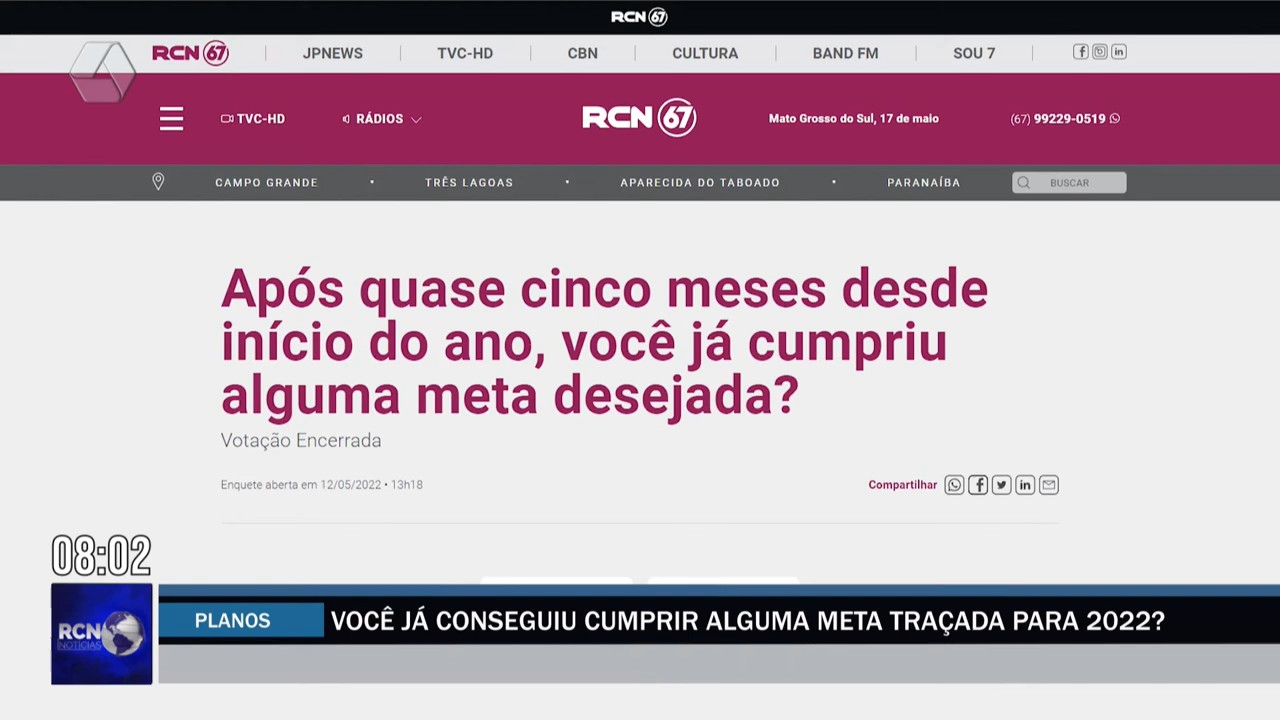 RCN 67
RCN 67 JPNEWS TVC-HD CBN CULTURA BAND FM SOU 7
TVC-HD RÁDIOS RCN 67 Mato Grosso do Sul, 17 de maio (67) 99229-0519
CAMPO GRANDE • TRÊS LAGOAS • APARECIDA DO TABOADO • PARANAÍBA BUSCAR
Após quase cinco meses desde
início do ano, você já cumpriu
alguma meta desejada?
Votação Encerrada
Enquete aberta em 12/05/2022 • 13h18 Compartilhar
08:02
RCN
NOTÍCIAS
PLANOS VOCÊ JÁ CONSEGUIU CUMPRIR ALGUMA META TRAÇADA PARA 2022?